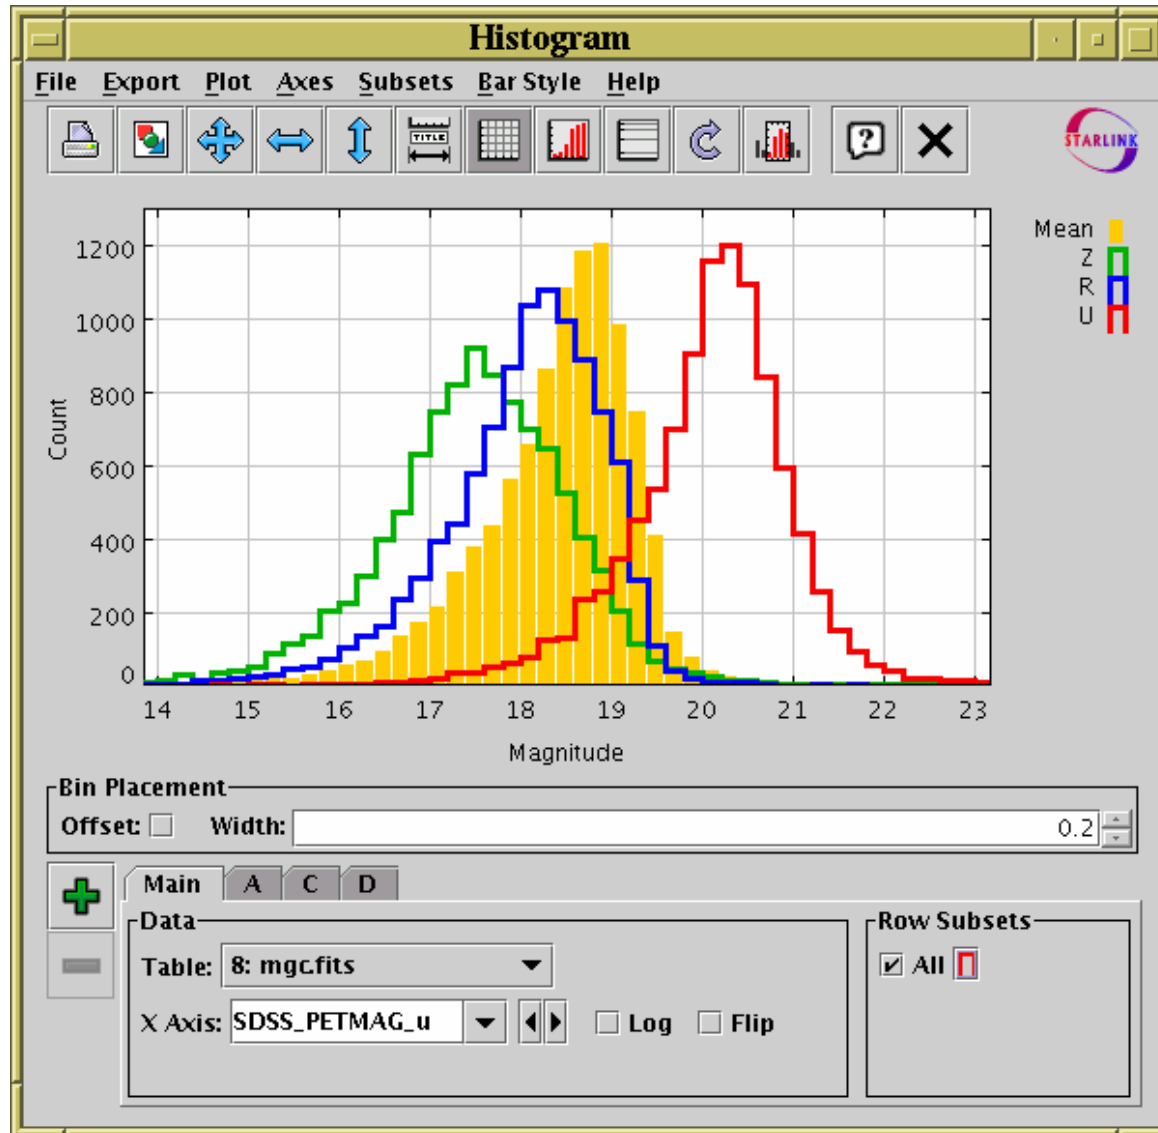 Histogram
File Export Plot Axes Subsets Bar Style Help
TITLE
?
STARLINK
Mean
Z
R
U
1200
1000
800
600
400
200
0
Count
14 15 16 17 18 19 20 21 22 23
Magnitude
Bin Placement
Offset: Width: 0.2
Main A C D
Data
Row Subsets
Table: 8: mgc.fits
All
X Axis: SDSS_PETMAG_u Log Flip